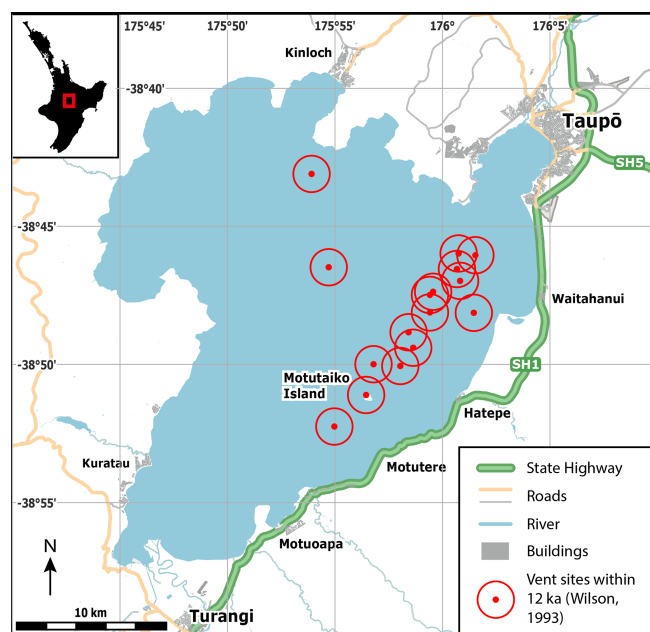 175°45'
175°50'
175°55'
176°
176°5'
Kinloch
-38°40'
Taupō
SH5
-38°45'
Waitahanui
-38°50'
SH1
Motutaiko
Island
Hatepe
Kuratau
Motutere
-38°55'
Motuoapa
N
10 km
Turangi
State Highway
Roads
River
Buildings
Vent sites within
12 ka (Wilson,
1993)